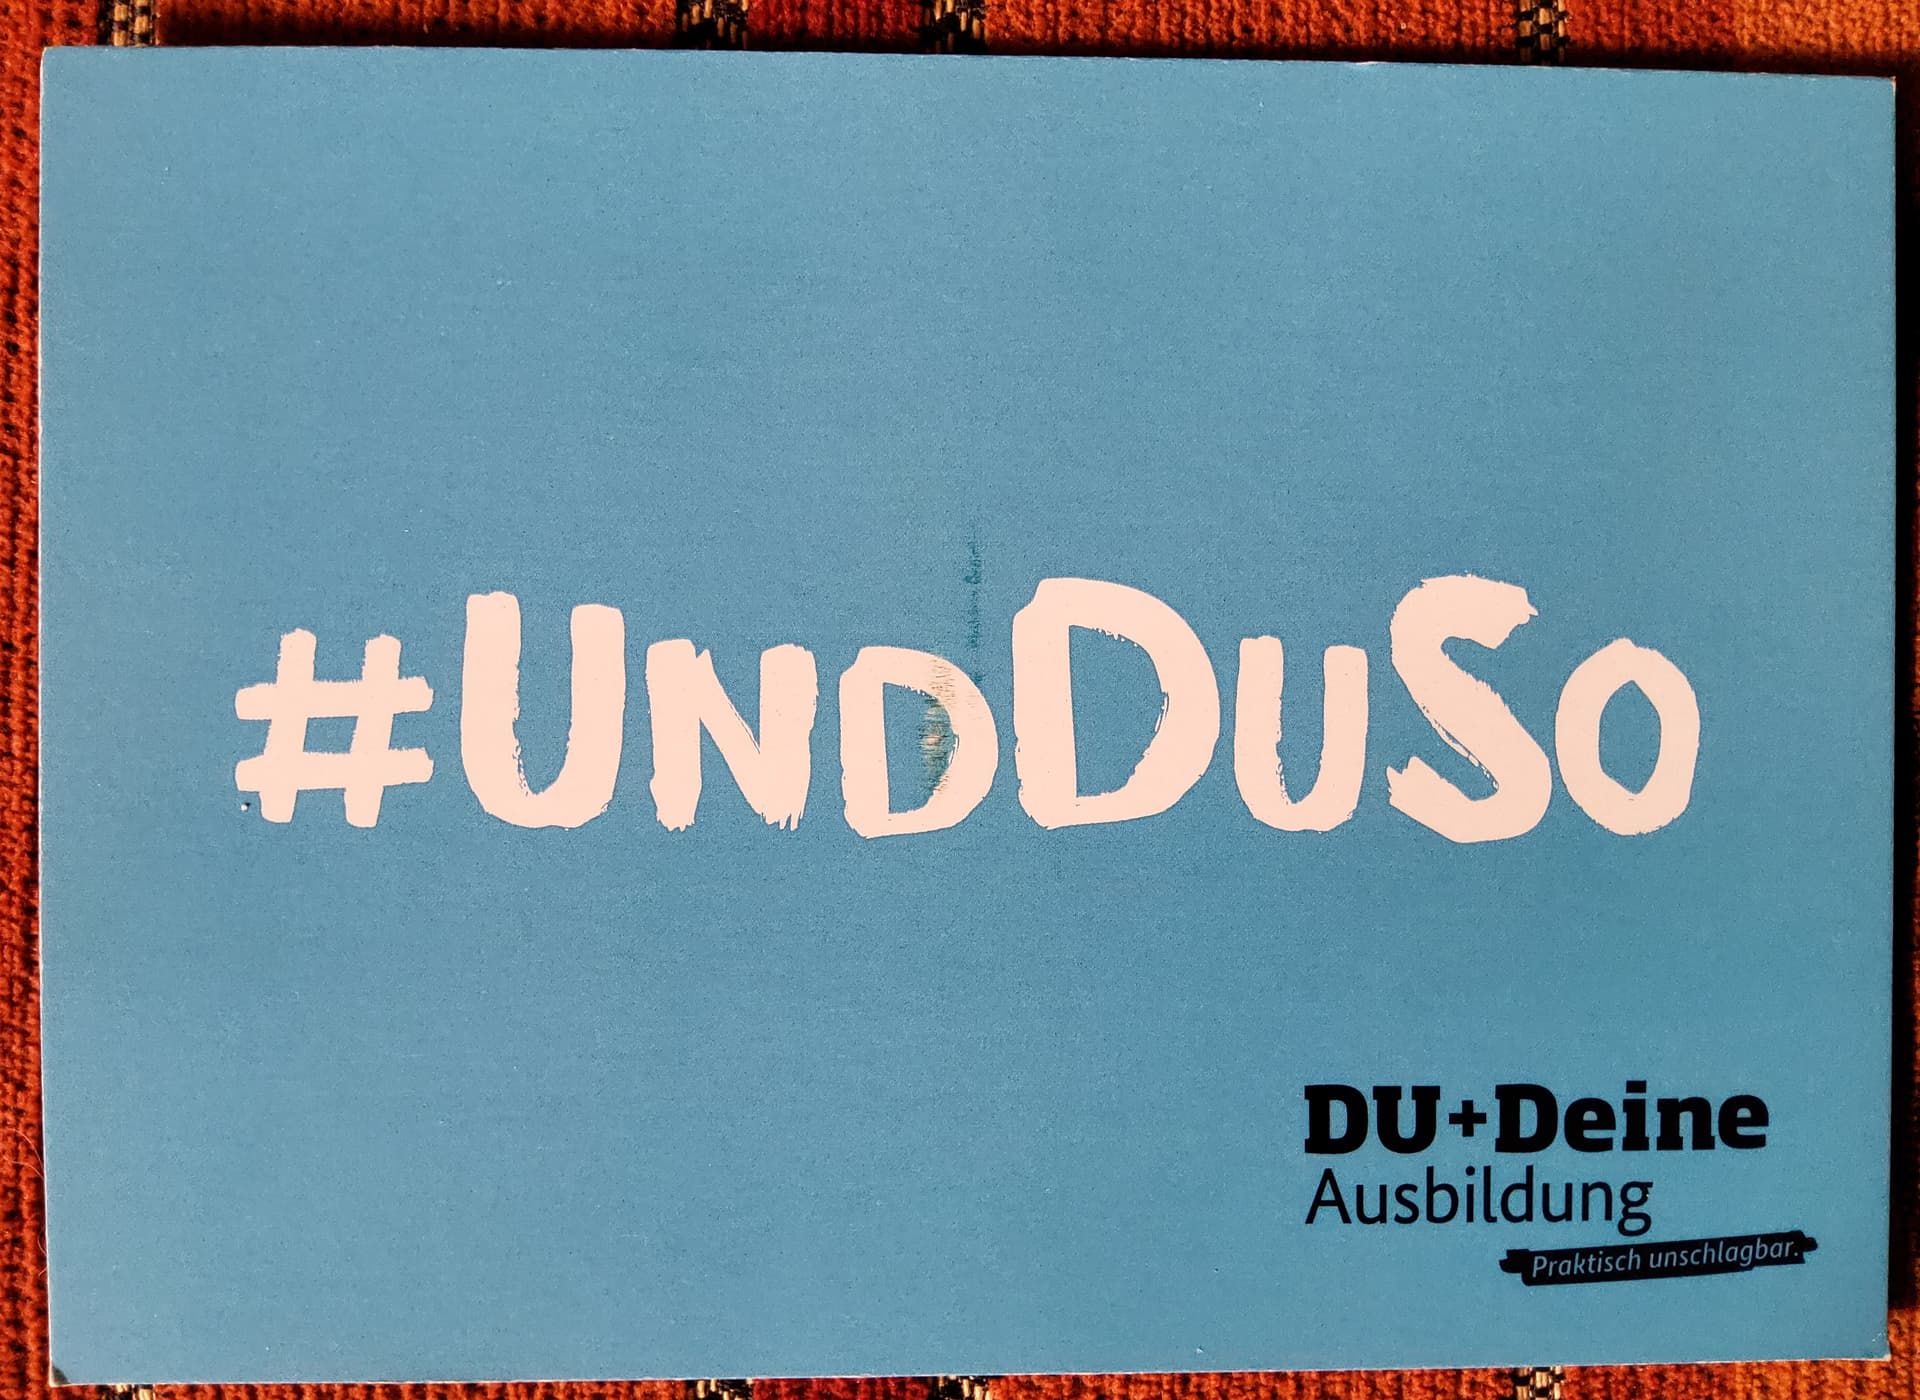 #UNDDUSO
DU+Deine
Ausbildung
Praktisch unschlagbar.